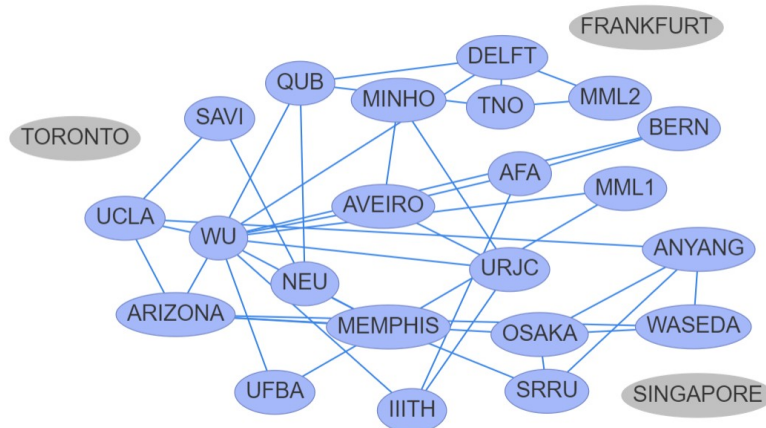 FRANKFURT
DELFT
QUB
MINHO
TNO
MML2
SAVI
BERN
TORONTO
AFA
MML1
AVEIRO
UCLA
WU
ANYANG
URJC
NEU
ARIZONA
MEMPHIS
OSAKA
WASEDA
UFBA
SRRU
SINGAPORE
IIITH